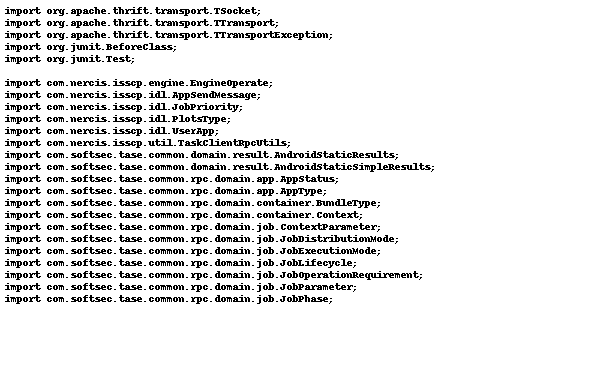 import org.apache.thrift.transport.TSocket;
import org.apache.thrift.transport.TTransport;
import org.apache.thrift.transport.TTransportException;
import org.junit.BeforeClass;
import org.junit.Test;
import com.nercis.isscp.engine.EngineOperate;
import com.nercis.isscp.idl.AppSendMessage;
import com.nercis.isscp.idl.JobPriority;
import com.nercis.isscp.idl.PlotsType;
import com.nercis.isscp.idl.UserApp;
import com.nercis.isscp.util.TaskClientRpcUtils;
import com.softsec.tase.common.domain.result.AndroidStaticResults;
import com.softsec.tase.common.domain.result.AndroidStaticSimpleResults;
import com.softsec.tase.common.rpc.domain.app.AppStatus;
import com.softsec.tase.common.rpc.domain.app.AppType;
import com.softsec.tase.common.rpc.domain.container.BundleType;
import com.softsec.tase.common.rpc.domain.container.Context;
import com.softsec.tase.common.rpc.domain.job.ContextParameter;
import com.softsec.tase.common.rpc.domain.job.JobDistributionMode;
import com.softsec.tase.common.rpc.domain.job.JobExecutionMode;
import com.softsec.tase.common.rpc.domain.job.JobLifecycle;
import com.softsec.tase.common.rpc.domain.job.JobOperationRequirement;
import com.softsec.tase.common.rpc.domain.job.JobParameter;
import com.softsec.tase.common.rpc.domain.job.JobPhase;